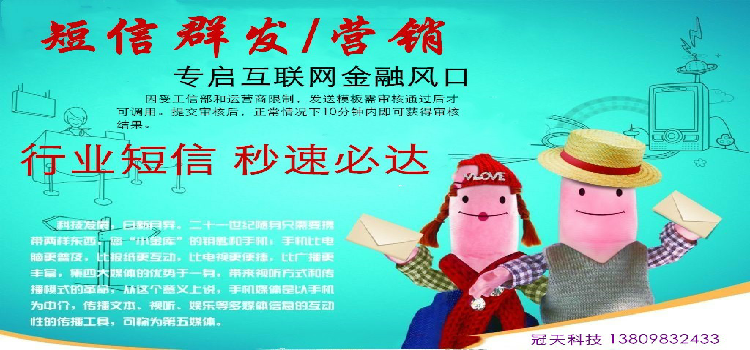 短信群发/营销
专启互联网金融风口
因受工信部和运营商限制，发送模板需审核通过后才
可调用。提交审核后，正常情况下10分钟内即可获得审核
结果。
行业短信 秒速必达
LOVE
科技发展，日新月异，二十一世纪随身只需要携
带两样东西，您“小金库”的钥匙和手机；手机比电
脑更普及，比报纸更互动，比电视更便捷，比广播更
丰富，集四大媒体的优势于一身，带来视听方式和传
播模式的革命。从这个意义上说，手机媒体是以手机
为中介，传播文本、视听、娱乐等多媒体信息的互动
性的传播工具，可称为第五媒体。
冠天科技 13809832433